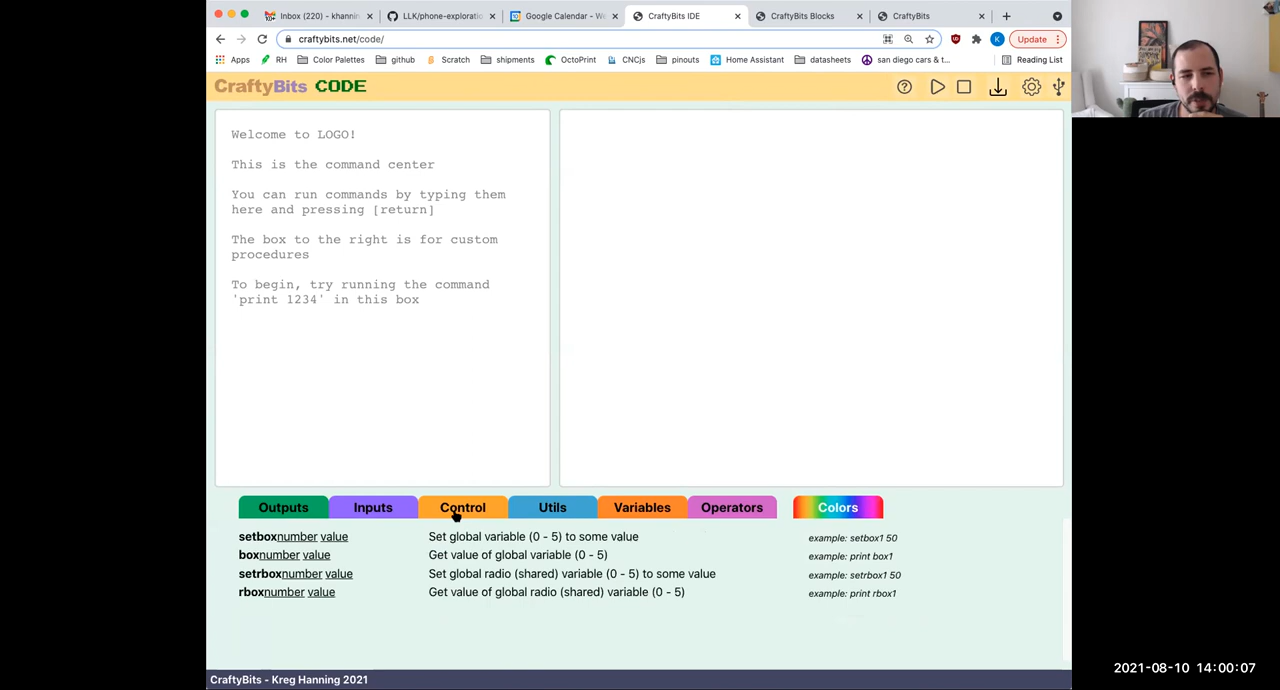 Inbox (220) - khannin
LLK/phone-exploratio
Google Calendar - We
CraftyBits IDE
CraftyBits Blocks
CraftyBits
craftybits.net/code/
K
Update
Apps
RH
Color Palettes
github
Scratch
shipments
OctoPrint
CNCjs
pinouts
Home Assistant
datasheets
san diego cars & t...
Reading List
CraftyBits CODE
Welcome to LOGO!
This is the command center
You can run commands by typing them
here and pressing [return]
The box to the right is for custom
procedures
To begin, try running the command
'print 1234' in this box
Outputs
Inputs
Control
Utils
Variables
Operators
Colors
setboxnumber value Set global variable (0 - 5) to some value example: setbox1 50
boxnumber value Get value of global variable (0 - 5) example: print box1
setrboxnumber value Set global radio (shared) variable (0 - 5) to some value example: setrbox1 50
rboxnumber value Get value of global radio (shared) variable (0 - 5) example: print rbox1
CraftyBits - Kreg Hanning 2021
2021-08-10 14:00:07